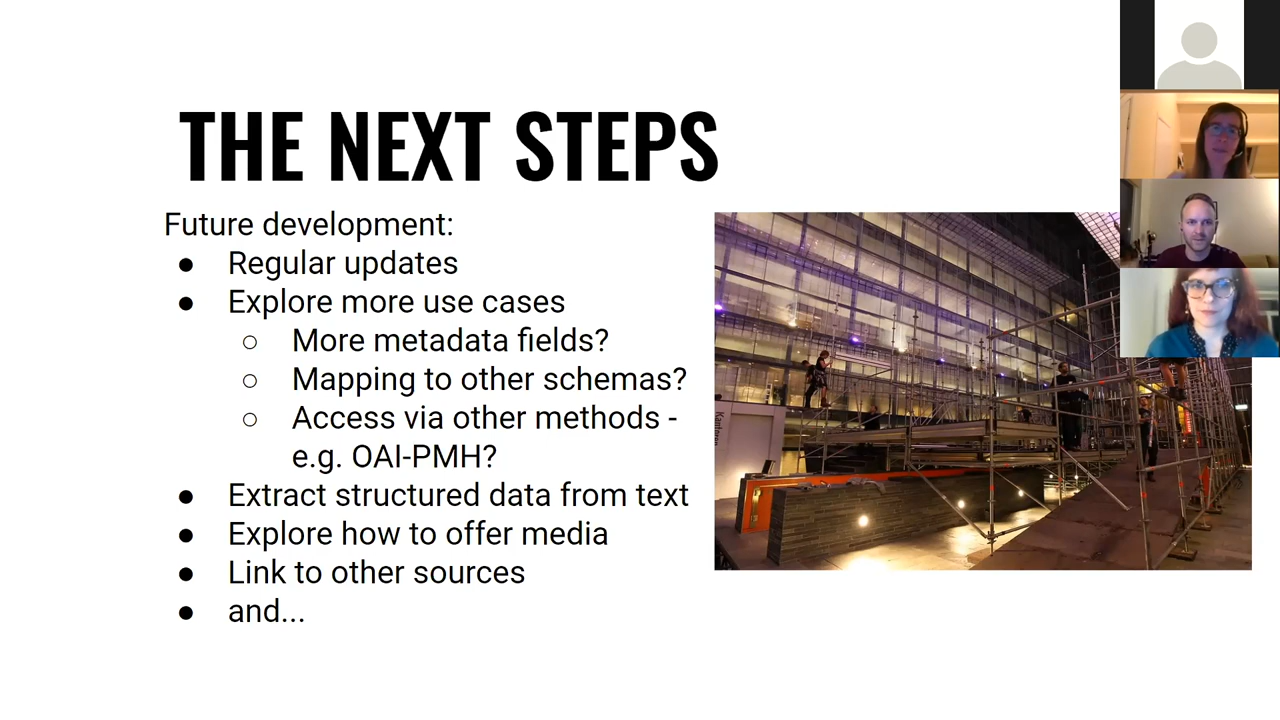 THE NEXT STEPS
Future development:
● Regular updates
● Explore more use cases
○ More metadata fields?
○ Mapping to other schemas?
○ Access via other methods -
e.g. OAI-PMH?
● Extract structured data from text
● Explore how to offer media
● Link to other sources
● and...